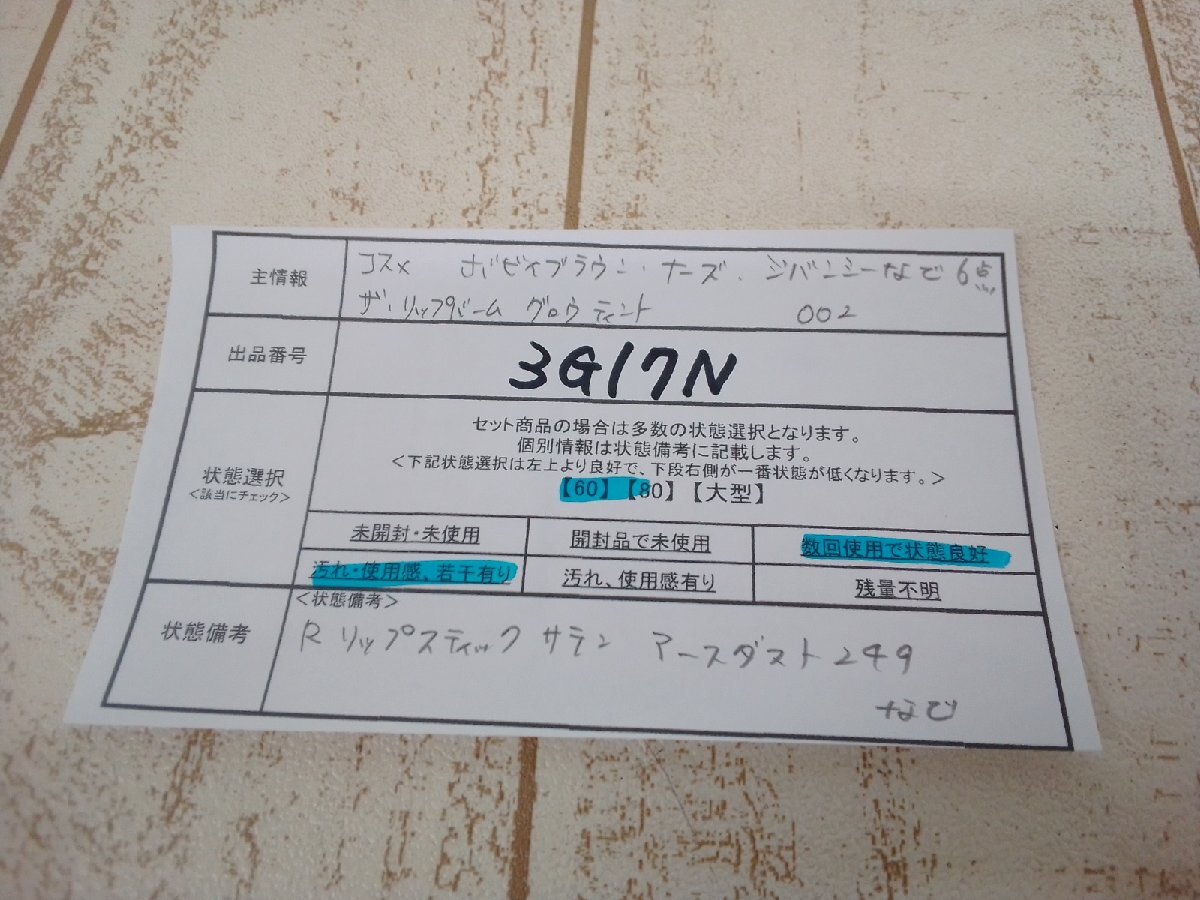 主情報
コスメ ボビイブラウン・ナーズ. ジバンシーなど6点
ザ・リップバーム グロウティント 002
出品番号
3G17N
状態選択
<該当にチェック>
セット商品の場合は多数の状態選択となります。
個別情報は状態備考に記載します。
<下記状態選択は左上より良好で、下段右側が一番状態が低くなります。>
【60】【80】【大型】
未開封・未使用 開封品で未使用 数回使用で状態良好
汚れ・使用感、若干有り 汚れ、使用感有り 残量不明
状態備考
<状態備考>
R リップスティック サテン アースダスト249
など